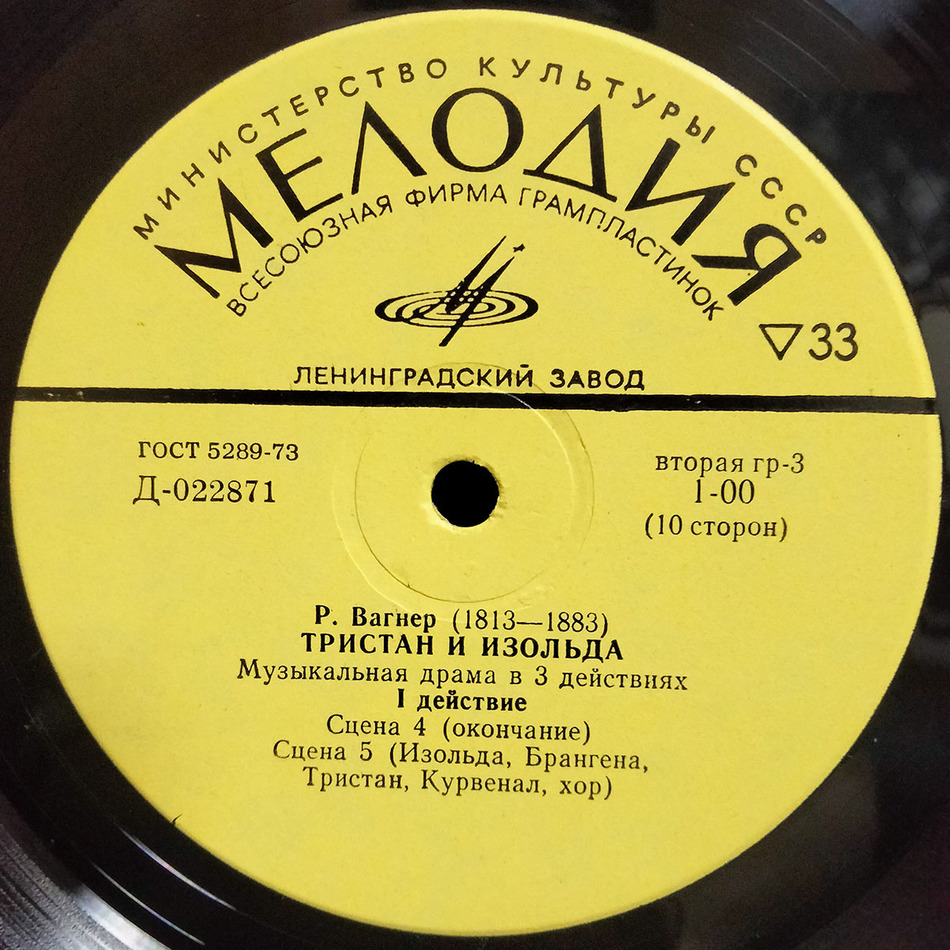 МИНИСТЕРСТВО КУЛЬТУРЫ СССР
МЕЛОДИЯ
ВСЕСОЮЗНАЯ ФИРМА ГРАМПЛАСТИНОК
▽33
ЛЕНИНГРАДСКИЙ ЗАВОД
ГОСТ 5289-73
Д-022871
вторая гр-3
1-00
(10 сторон)
Р. Вагнер (1813—1883)
ТРИСТАН И ИЗОЛЬДА
Музыкальная драма в 3 действиях
I действие
Сцена 4 (окончание)
Сцена 5 (Изольда, Брангена,
Тристан, Курвенал, хор)